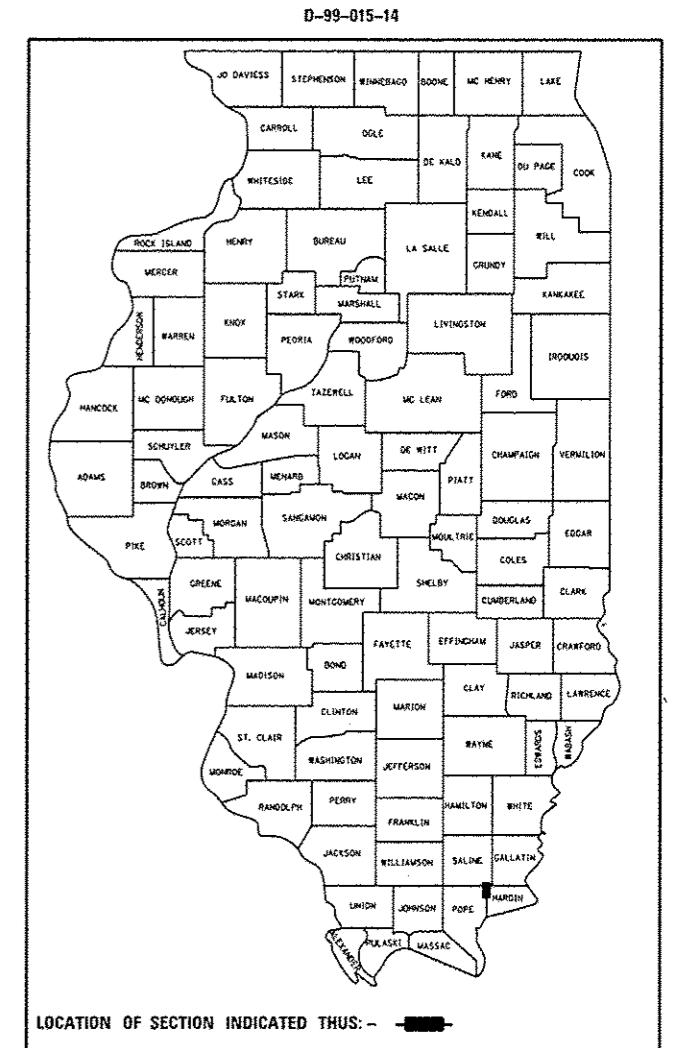 D-99-015-14
JO DAVIESS STEPHENSON WINNEBAGO BOONE MC HENRY LAKE
CARROLL OGLE DE KALB KANE DU PAGE COOK
WHITESIDE LEE KENDALL WILL
ROCK ISLAND HENRY BUREAU LA SALLE GRUNDY
MERCER PUTNAM KANKAKEE
STARK MARSHALL
HENDERSON WARREN KNOX PEORIA WOODFORD LIVINGSTON IROQUOIS
HANCOCK MC DONOUGH FULTON TAZEWELL MC LEAN FORD
SCHUYLER MASON LOGAN DE WITT CHAMPAIGN VERMILION
ADAMS BROWN CASS MENARD MACON PIATT
PIKE SCOTT MORGAN SANGAMON CHRISTIAN MOULTRIE DOUGLAS EDGAR
COLES
CALHOUN GREENE MACOUPIN MONTGOMERY SHELBY CUMBERLAND CLARK
JERSEY FAYETTE EFFINGHAM JASPER CRAWFORD
MADISON BOND
CLINTON MARION CLAY RICHLAND LAWRENCE
ST. CLAIR WAYNE EDWARDS WABASH
MONROE WASHINGTON JEFFERSON
RANDOLPH PERRY HAMILTON WHITE
FRANKLIN
JACKSON WILLIAMSON SALINE GALLATIN
UNION JOHNSON POPE HARDIN
ALEXANDER PULASKI MASSAC
LOCATION OF SECTION INDICATED THUS: -